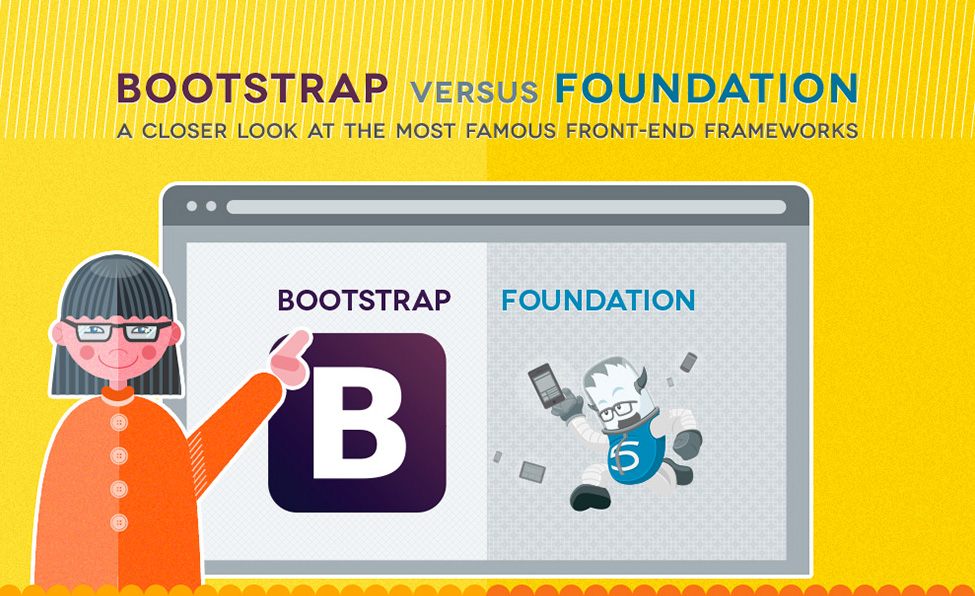 BOOTSTRAP VERSUS FOUNDATION
A CLOSER LOOK AT THE MOST FAMOUS FRONT-END FRAMEWORKS
BOOTSTRAP FOUNDATION
B
5